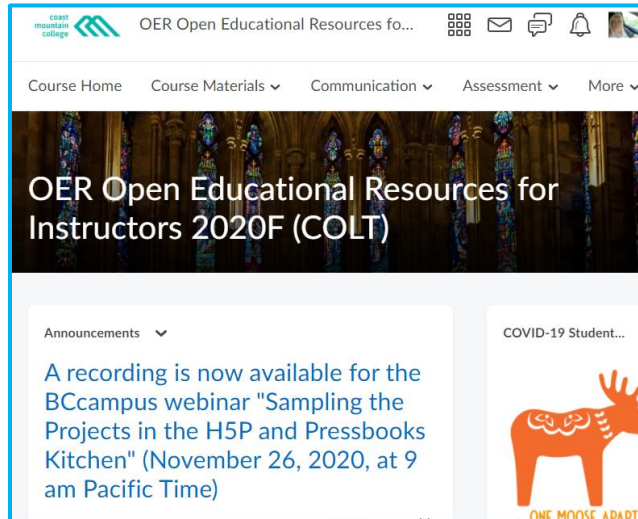 coast
mountain
college
OER Open Educational Resources fo...
Course Home Course Materials Communication Assessment More
OER Open Educational Resources for
Instructors 2020F (COLT)
Announcements
A recording is now available for the
BCcampus webinar "Sampling the
Projects in the H5P and Pressbooks
Kitchen" (November 26, 2020, at 9
am Pacific Time)
COVID-19 Student...
ONE MOOSE APART